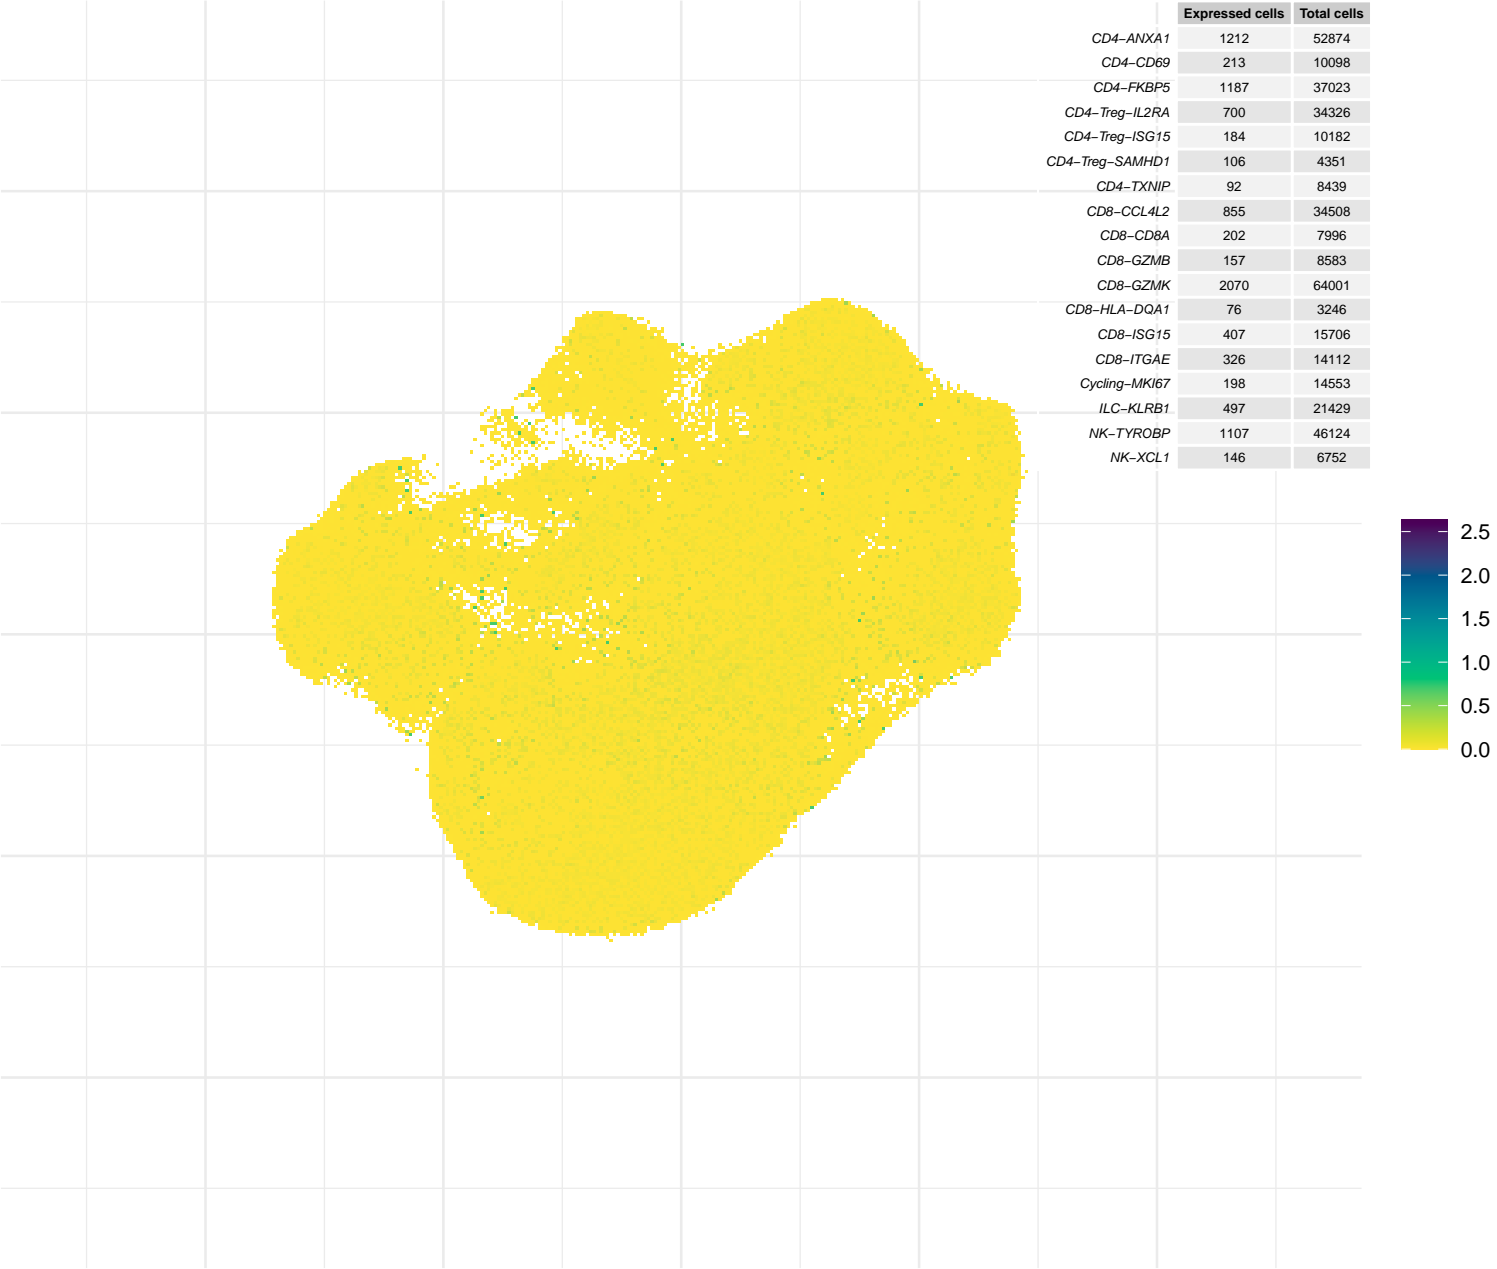 Expressed cells Total cells
CD4−ANXA1 1212 52874
CD4−CD69 213 10098
CD4−FKBP5 1187 37023
CD4−Treg−IL2RA 700 34326
CD4−Treg−ISG15 184 10182
CD4−Treg−SAMHD1 106 4351
CD4−TXNIP 92 8439
CD8−CCL4L2 855 34508
CD8−CD8A 202 7996
CD8−GZMB 157 8583
CD8−GZMK 2070 64001
CD8−HLA−DQA1 76 3246
CD8−ISG15 407 15706
CD8−ITGAE 326 14112
Cycling−MKI67 198 14553
ILC−KLRB1 497 21429
NK−TYROBP 1107 46124
NK−XCL1 146 6752
2.5
2.0
1.5
1.0
0.5
0.0